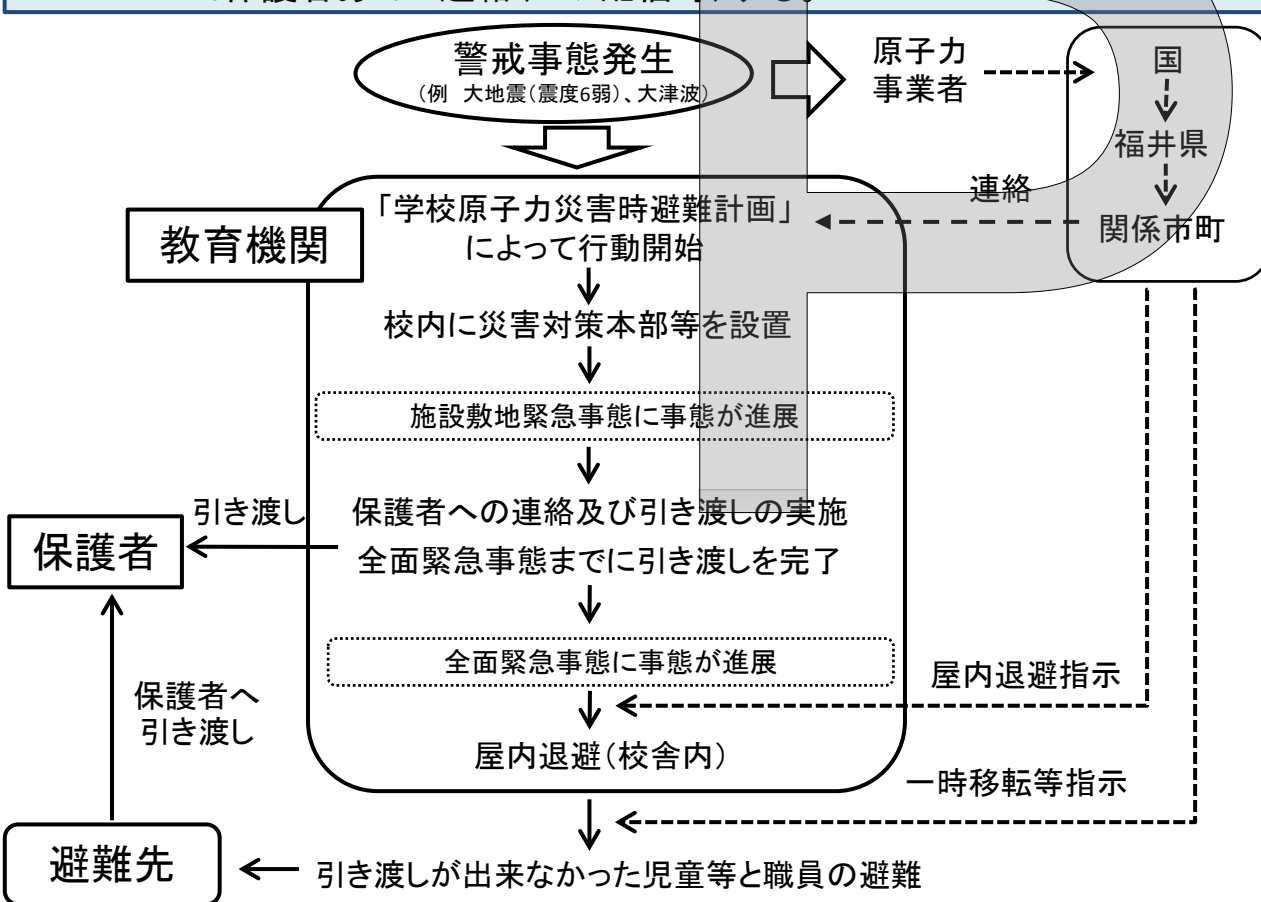 警戒事態発生
(例 大地震(震度6弱)、大津波)
原子力
事業者
国
福井県
関係市町
連絡
教育機関
「学校原子力災害時避難計画」
によって行動開始
校内に災害対策本部等を設置
施設敷地緊急事態に事態が進展
引き渡し
保護者への連絡及び引き渡しの実施
保護者
全面緊急事態までに引き渡しを完了
全面緊急事態に事態が進展
屋内退避指示
保護者へ
引き渡し
屋内退避(校舎内)
一時移転等指示
避難先
引き渡しが出来なかった児童等と職員の避難